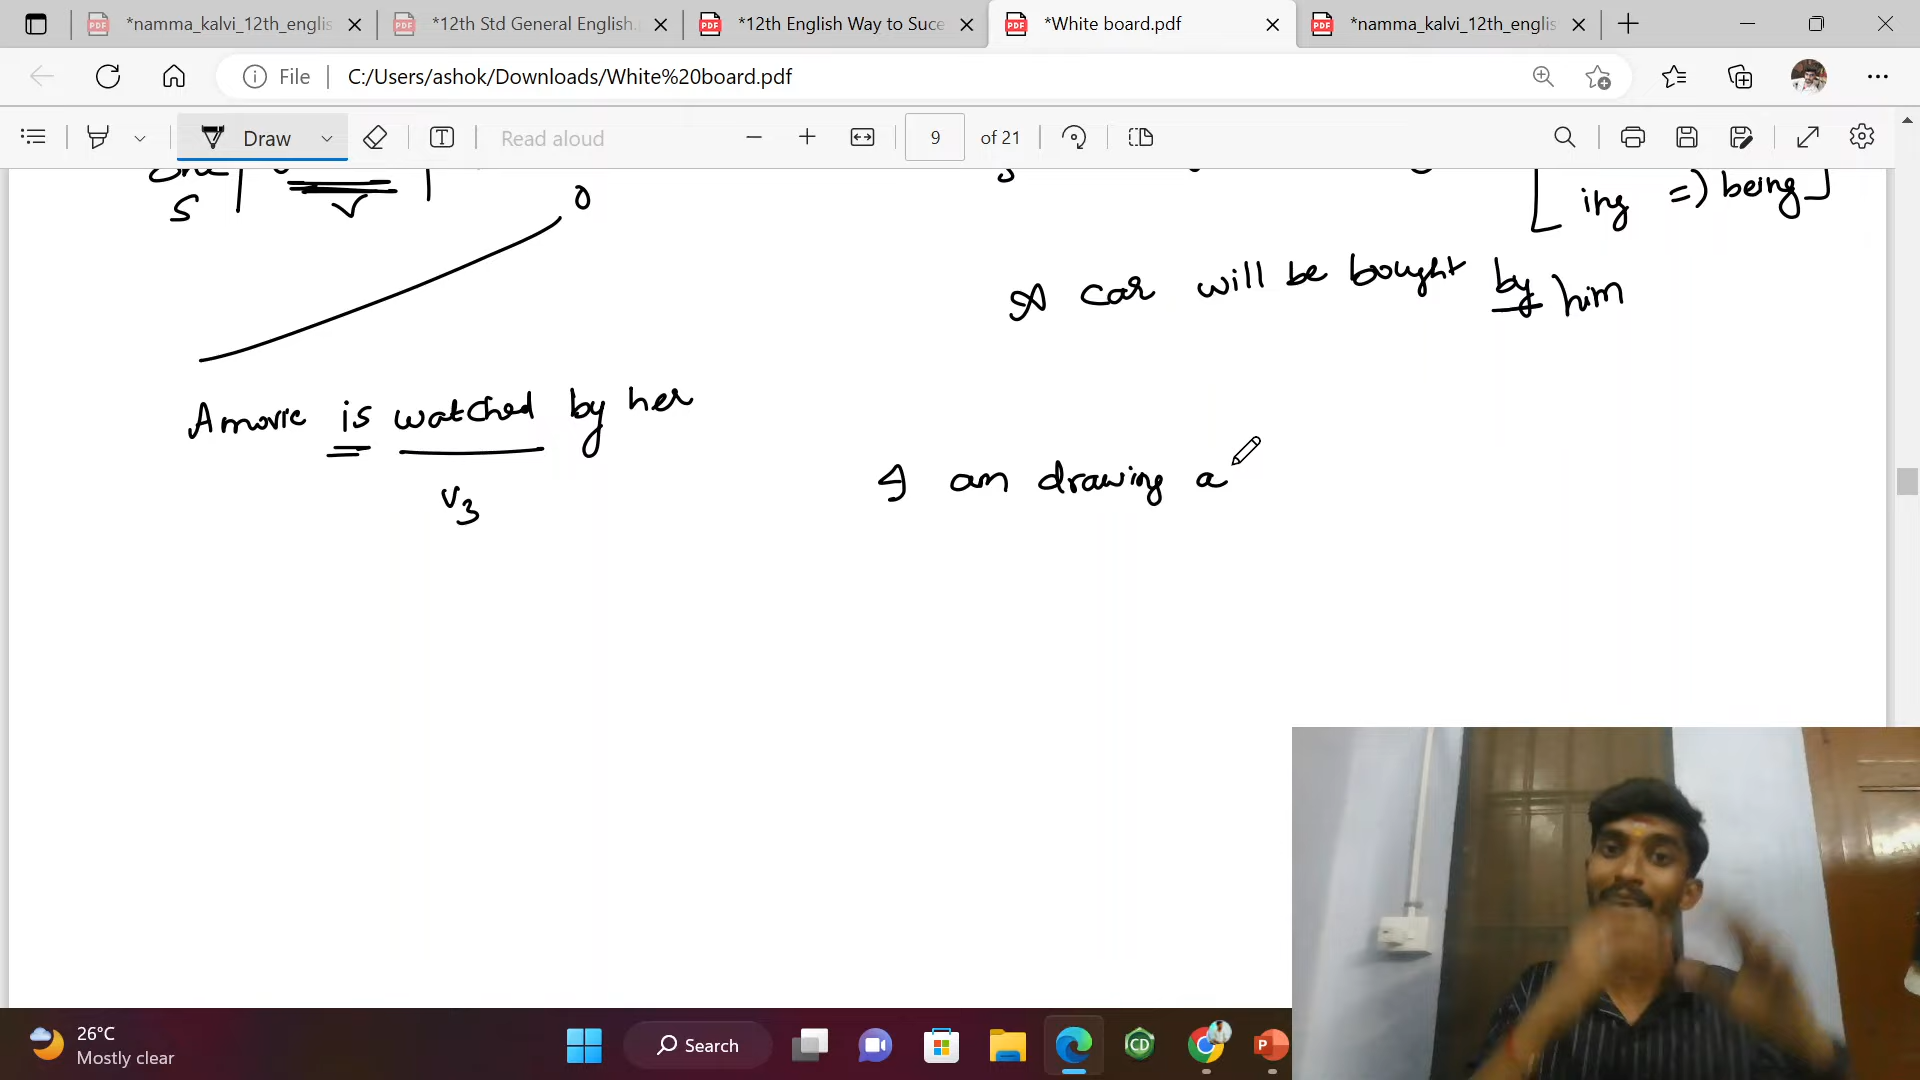 *namma_kalvi_12th_englis
*12th Std General English.
*12th English Way to Suce
*White board.pdf
*namma_kalvi_12th_englis
File
C:/Users/ashok/Downloads/White%20board.pdf
Draw
Read aloud
9
of 21
S
V
O
ing => being
A car will be bought by him
A movie is watched by her
V3
I am drawing a
26°C
Mostly clear
Search